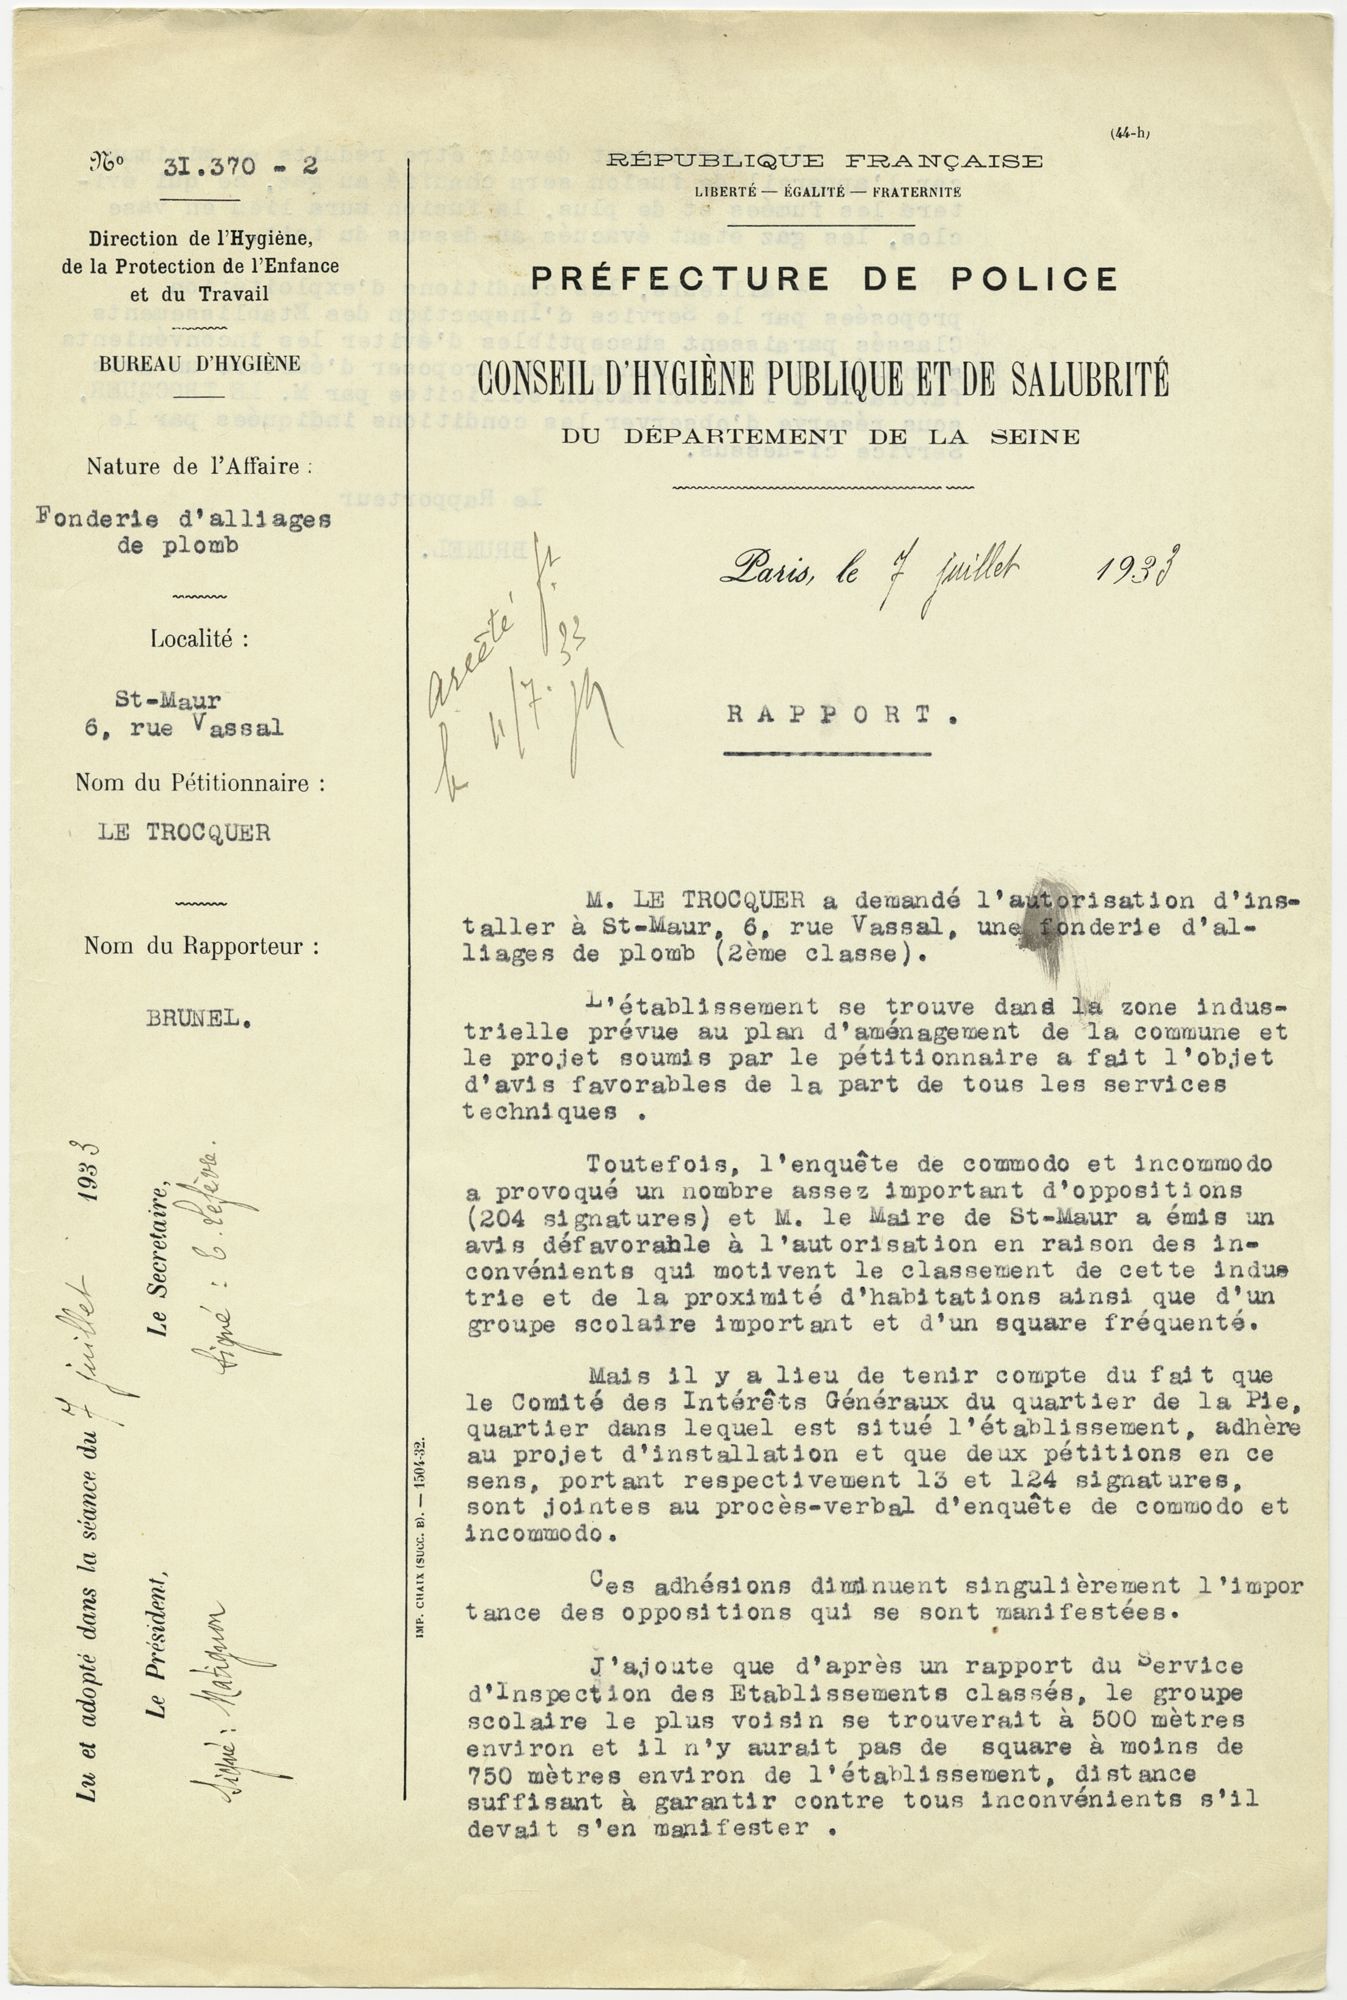 (44-h)
Nº 31.370 - 2
Direction de l'Hygiène,
de la Protection de l'Enfance
et du Travail
BUREAU D'HYGIÈNE
Nature de l'Affaire :
Fonderie d'alliages
de plomb
Localité :
St-Maur
6, rue Vassal
Nom du Pétitionnaire :
LE TROCQUER
Nom du Rapporteur :
BRUNEL.
Lu et adopté dans la séance du 7 juillet 1933
Le Secrétaire,
Signé : C. Lefèvre.
Le Président,
Signé : Matignon
IMP. CHAIX (SUCC. B). — 1504-32.
RÉPUBLIQUE FRANÇAISE
LIBERTÉ — ÉGALITÉ — FRATERNITÉ
PRÉFECTURE DE POLICE
CONSEIL D'HYGIÈNE PUBLIQUE ET DE SALUBRITÉ
DU DÉPARTEMENT DE LA SEINE
Paris, le 7 juillet 1933
arrêté
RAPPORT.
M. LE TROCQUER a demandé l'autorisation d'ins-
taller à St-Maur, 6, rue Vassal, une fonderie d'al-
liages de plomb (2ème classe).
L'établissement se trouve dans la zone indus-
trielle prévue au plan d'aménagement de la commune et
le projet soumis par le pétitionnaire a fait l'objet
d'avis favorables de la part de tous les services
techniques .
Toutefois, l'enquête de commodo et incommodo
a provoqué un nombre assez important d'oppositions
(204 signatures) et M. le Maire de St-Maur a émis un
avis défavorable à l'autorisation en raison des in-
convénients qui motivent le classement de cette indus
trie et de la proximité d'habitations ainsi que d'un
groupe scolaire important et d'un square fréquenté.
Mais il y a lieu de tenir compte du fait que
le Comité des Intérêts Généraux du quartier de la Pie,
quartier dans lequel est situé l'établissement, adhère
au projet d'installation et que deux pétitions en ce
sens, portant respectivement 13 et 124 signatures,
sont jointes au procès-verbal d'enquête de commodo et
incommodo.
Ces adhésions diminuent singulièrement l'impor
tance des oppositions qui se sont manifestées.
J'ajoute que d'après un rapport du Service
d'Inspection des Etablissements classés, le groupe
scolaire le plus voisin se trouverait à 500 mètres
environ et il n'y aurait pas de square à moins de
750 mètres environ de l'établissement, distance
suffisant à garantir contre tous inconvénients s'il
devait s'en manifester .